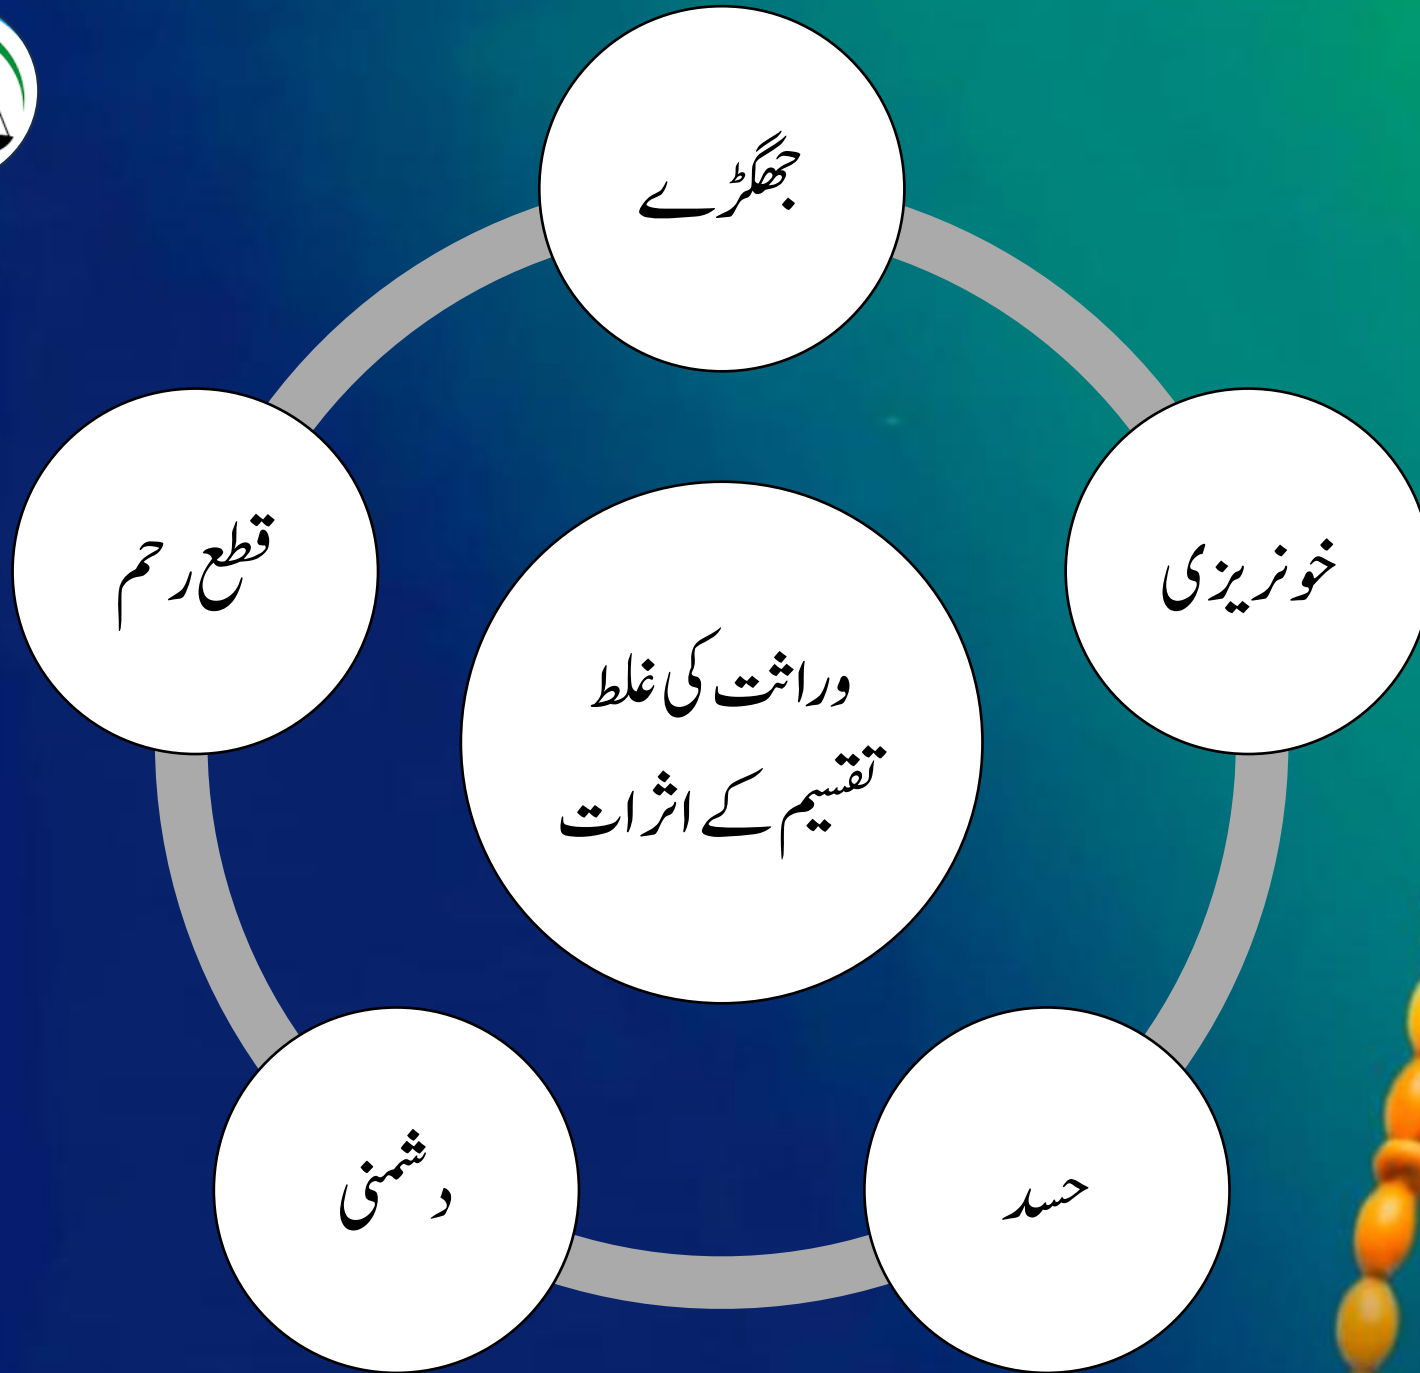 جھگڑے
خونریزی
قطع رحم
وراثت کی غلط
تقسیم کے اثرات
حسد
دشمنی